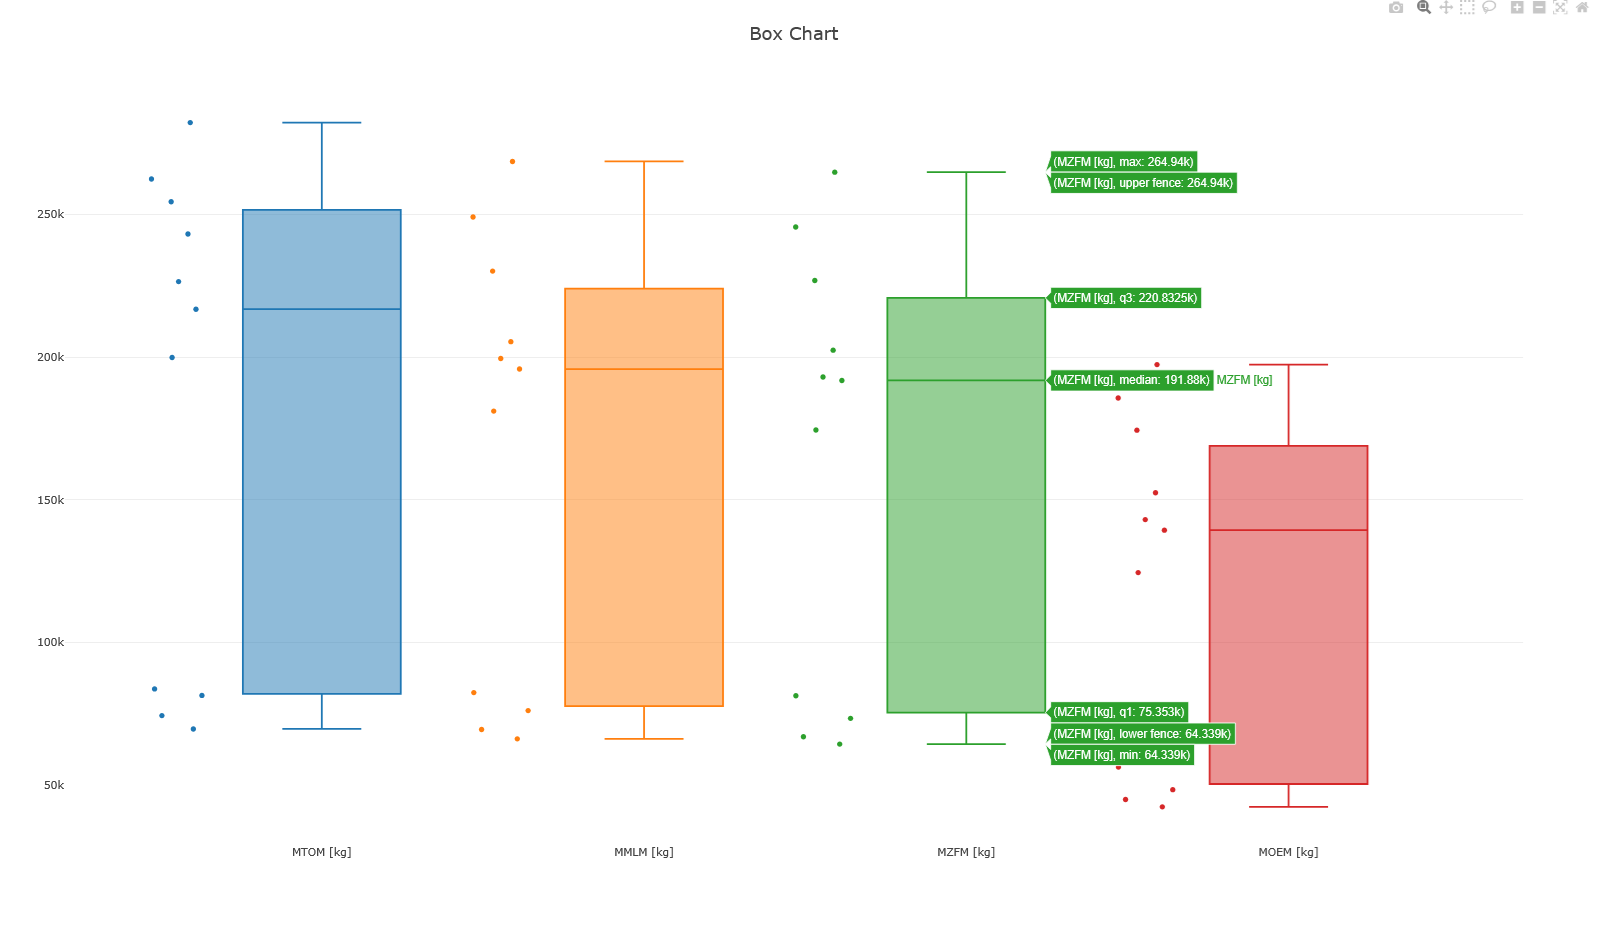 Box Chart
(MZFM [kg], max: 264.94k)
(MZFM [kg], upper fence: 264.94k)
250k
(MZFM [kg], q3: 220.8325k)
200k
(MZFM [kg], median: 191.88k) MZFM [kg]
150k
100k
(MZFM [kg], q1: 75.353k)
(MZFM [kg], lower fence: 64.339k)
(MZFM [kg], min: 64.339k)
50k
MTOM [kg] MMLM [kg] MZFM [kg] MOEM [kg]